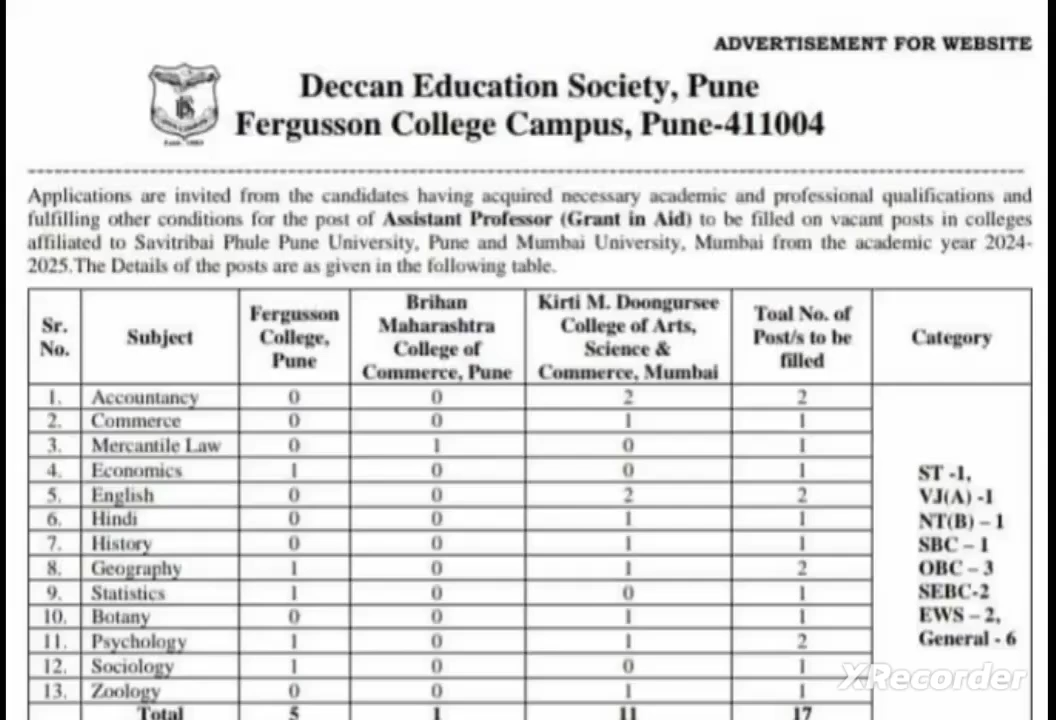 ADVERTISEMENT FOR WEBSITE
Deccan Education Society, Pune
Fergusson College Campus, Pune-411004
Applications are invited from the candidates having acquired necessary academic and professional qualifications and
fulfilling other conditions for the post of Assistant Professor (Grant in Aid) to be filled on vacant posts in colleges
affiliated to Savitribai Phule Pune University, Pune and Mumbai University, Mumbai from the academic year 2024-
2025.The Details of the posts are as given in the following table.
Sr. No. Subject Fergusson College, Pune Brihan Maharashtra College of Commerce, Pune Kirti M. Doongursee College of Arts, Science & Commerce, Mumbai Toal No. of Post/s to be filled Category
1. Accountancy 0 0 2 2
2. Commerce 0 0 1 1
3. Mercantile Law 0 1 0 1
4. Economics 1 0 0 1
5. English 0 0 2 2
6. Hindi 0 0 1 1
7. History 0 0 1 1
8. Geography 1 0 1 2
9. Statistics 1 0 0 1
10. Botany 0 0 1 1
11. Psychology 1 0 1 2
12. Sociology 1 0 0 1
13. Zoology 0 0 1 1
Total 5 1 11 17
ST -1,
VJ(A) -1
NT(B) – 1
SBC – 1
OBC – 3
SEBC-2
EWS – 2,
General - 6
XRecorder